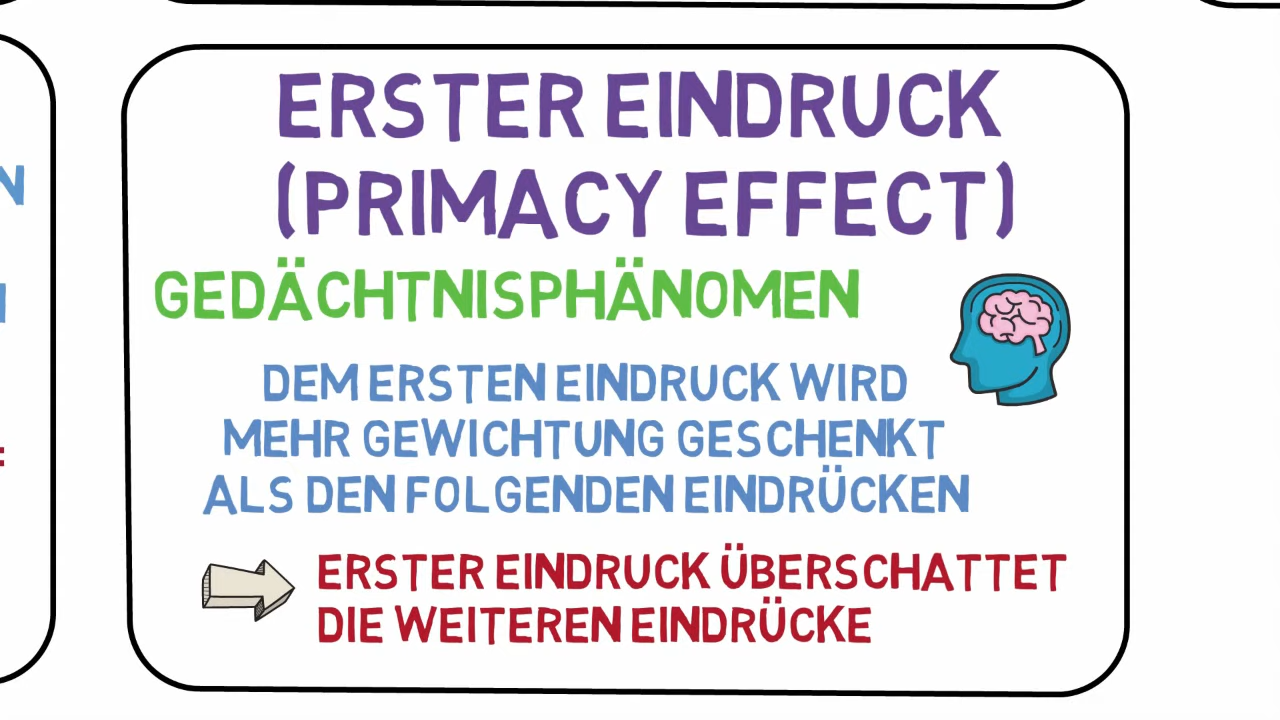 ERSTER EINDRUCK
(PRIMACY EFFECT)
GEDÄCHTNISPHÄNOMEN
DEM ERSTEN EINDRUCK WIRD
MEHR GEWICHTUNG GESCHENKT
ALS DEN FOLGENDEN EINDRÜCKEN
ERSTER EINDRUCK ÜBERSCHATTET
DIE WEITEREN EINDRÜCKE